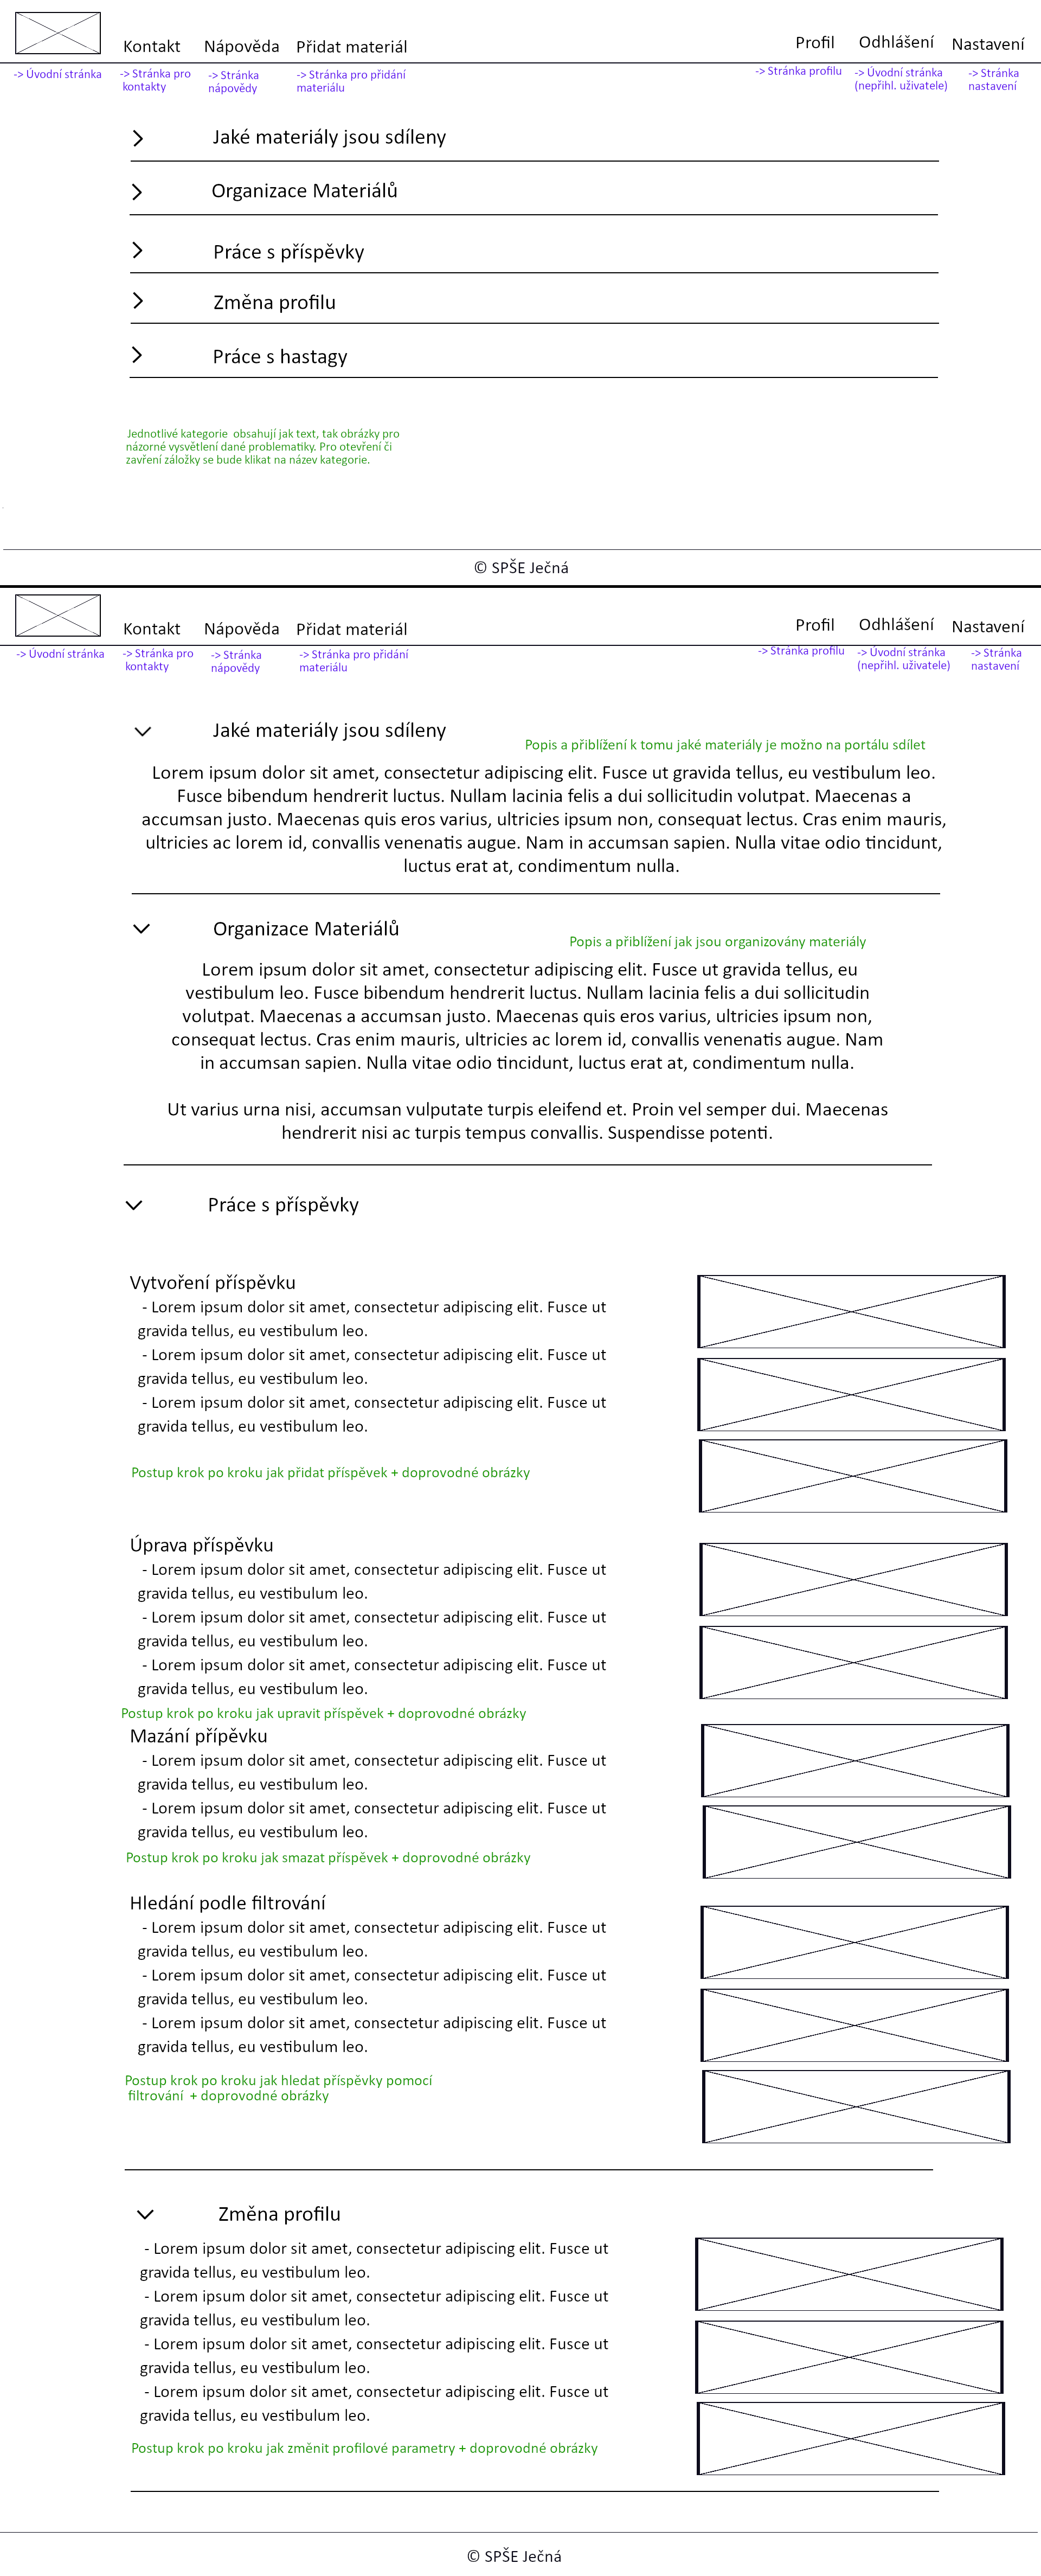 Kontakt Nápověda Přidat materiál Profil Odhlášení Nastavení
-> Úvodní stránka -> Stránka pro -> Stránka -> Stránka pro přidání -> Stránka profilu -> Úvodní stránka -> Stránka
kontakty nápovědy materiálu (nepřihl. uživatele) nastavení
Jaké materiály jsou sdíleny
Organizace Materiálů
Práce s příspěvky
Změna profilu
Práce s hastagy
Jednotlivé kategorie obsahují jak text, tak obrázky pro
názorné vysvětlení dané problematiky. Pro otevření či
zavření záložky se bude klikat na název kategorie.
© SPŠE Ječná
Kontakt Nápověda Přidat materiál Profil Odhlášení Nastavení
-> Úvodní stránka -> Stránka pro -> Stránka -> Stránka pro přidání -> Stránka profilu -> Úvodní stránka -> Stránka
kontakty nápovědy materiálu (nepřihl. uživatele) nastavení
Jaké materiály jsou sdíleny
Popis a přiblížení k tomu jaké materiály je možno na portálu sdílet
Lorem ipsum dolor sit amet, consectetur adipiscing elit. Fusce ut gravida tellus, eu vestibulum leo.
Fusce bibendum hendrerit luctus. Nullam lacinia felis a dui sollicitudin volutpat. Maecenas a
accumsan justo. Maecenas quis eros varius, ultricies ipsum non, consequat lectus. Cras enim mauris,
ultricies ac lorem id, convallis venenatis augue. Nam in accumsan sapien. Nulla vitae odio tincidunt,
luctus erat at, condimentum nulla.
Organizace Materiálů
Popis a přiblížení jak jsou organizovány materiály
Lorem ipsum dolor sit amet, consectetur adipiscing elit. Fusce ut gravida tellus, eu
vestibulum leo. Fusce bibendum hendrerit luctus. Nullam lacinia felis a dui sollicitudin
volutpat. Maecenas a accumsan justo. Maecenas quis eros varius, ultricies ipsum non,
consequat lectus. Cras enim mauris, ultricies ac lorem id, convallis venenatis augue. Nam
in accumsan sapien. Nulla vitae odio tincidunt, luctus erat at, condimentum nulla.
Ut varius urna nisi, accumsan vulputate turpis eleifend et. Proin vel semper dui. Maecenas
hendrerit nisi ac turpis tempus convallis. Suspendisse potenti.
Práce s příspěvky
Vytvoření příspěvku
- Lorem ipsum dolor sit amet, consectetur adipiscing elit. Fusce ut
gravida tellus, eu vestibulum leo.
- Lorem ipsum dolor sit amet, consectetur adipiscing elit. Fusce ut
gravida tellus, eu vestibulum leo.
- Lorem ipsum dolor sit amet, consectetur adipiscing elit. Fusce ut
gravida tellus, eu vestibulum leo.
Postup krok po kroku jak přidat příspěvek + doprovodné obrázky
Úprava příspěvku
- Lorem ipsum dolor sit amet, consectetur adipiscing elit. Fusce ut
gravida tellus, eu vestibulum leo.
- Lorem ipsum dolor sit amet, consectetur adipiscing elit. Fusce ut
gravida tellus, eu vestibulum leo.
- Lorem ipsum dolor sit amet, consectetur adipiscing elit. Fusce ut
gravida tellus, eu vestibulum leo.
Postup krok po kroku jak upravit příspěvek + doprovodné obrázky
Mazání přípěvku
- Lorem ipsum dolor sit amet, consectetur adipiscing elit. Fusce ut
gravida tellus, eu vestibulum leo.
- Lorem ipsum dolor sit amet, consectetur adipiscing elit. Fusce ut
gravida tellus, eu vestibulum leo.
Postup krok po kroku jak smazat příspěvek + doprovodné obrázky
Hledání podle filtrování
- Lorem ipsum dolor sit amet, consectetur adipiscing elit. Fusce ut
gravida tellus, eu vestibulum leo.
- Lorem ipsum dolor sit amet, consectetur adipiscing elit. Fusce ut
gravida tellus, eu vestibulum leo.
- Lorem ipsum dolor sit amet, consectetur adipiscing elit. Fusce ut
gravida tellus, eu vestibulum leo.
Postup krok po kroku jak hledat příspěvky pomocí
filtrování + doprovodné obrázky
Změna profilu
- Lorem ipsum dolor sit amet, consectetur adipiscing elit. Fusce ut
gravida tellus, eu vestibulum leo.
- Lorem ipsum dolor sit amet, consectetur adipiscing elit. Fusce ut
gravida tellus, eu vestibulum leo.
- Lorem ipsum dolor sit amet, consectetur adipiscing elit. Fusce ut
gravida tellus, eu vestibulum leo.
- Lorem ipsum dolor sit amet, consectetur adipiscing elit. Fusce ut
gravida tellus, eu vestibulum leo.
Postup krok po kroku jak změnit profilové parametry + doprovodné obrázky
© SPŠE Ječná